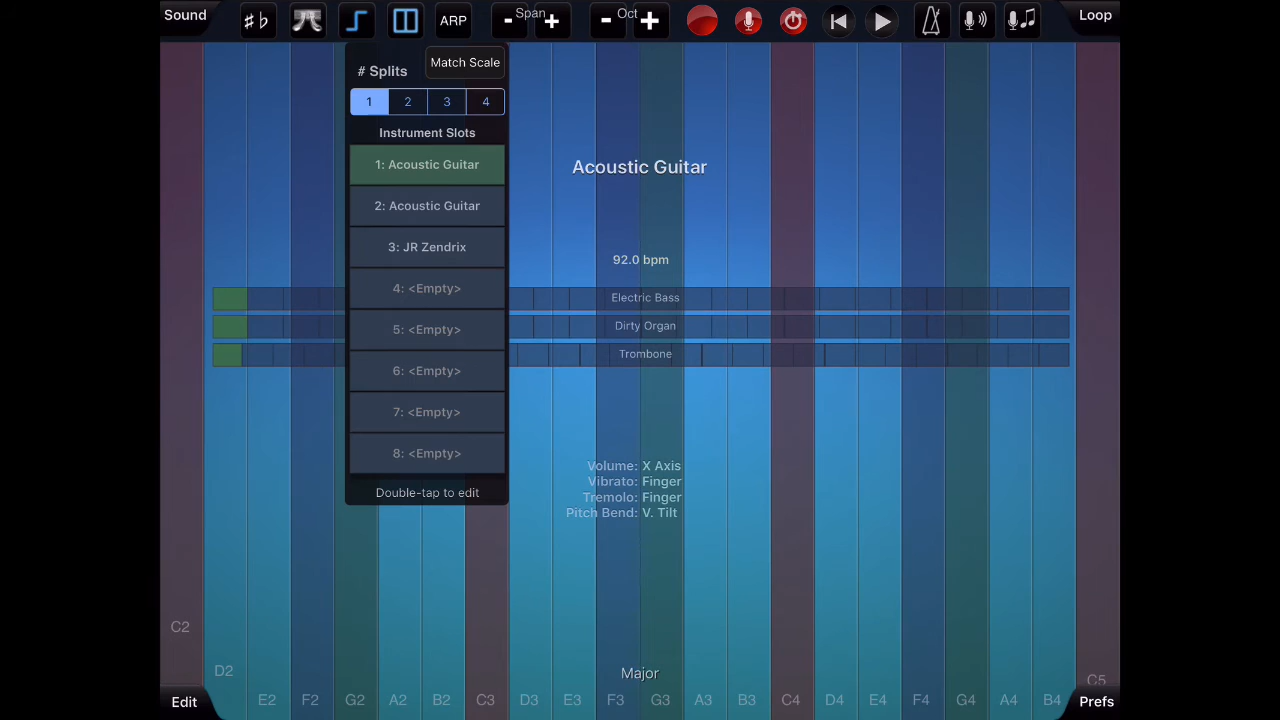 Sound
ARP
- Span +
- Oct +
Loop
# Splits
Match Scale
1 2 3 4
Instrument Slots
1: Acoustic Guitar
2: Acoustic Guitar
3: JR Zendrix
4: <Empty>
5: <Empty>
6: <Empty>
7: <Empty>
8: <Empty>
Double-tap to edit
Acoustic Guitar
92.0 bpm
Electric Bass
Dirty Organ
Trombone
Volume: X Axis
Vibrato: Finger
Tremolo: Finger
Pitch Bend: V. Tilt
Major
C2 D2 E2 F2 G2 A2 B2 C3 D3 E3 F3 G3 A3 B3 C4 D4 E4 F4 G4 A4 B4 C5
Edit
Prefs